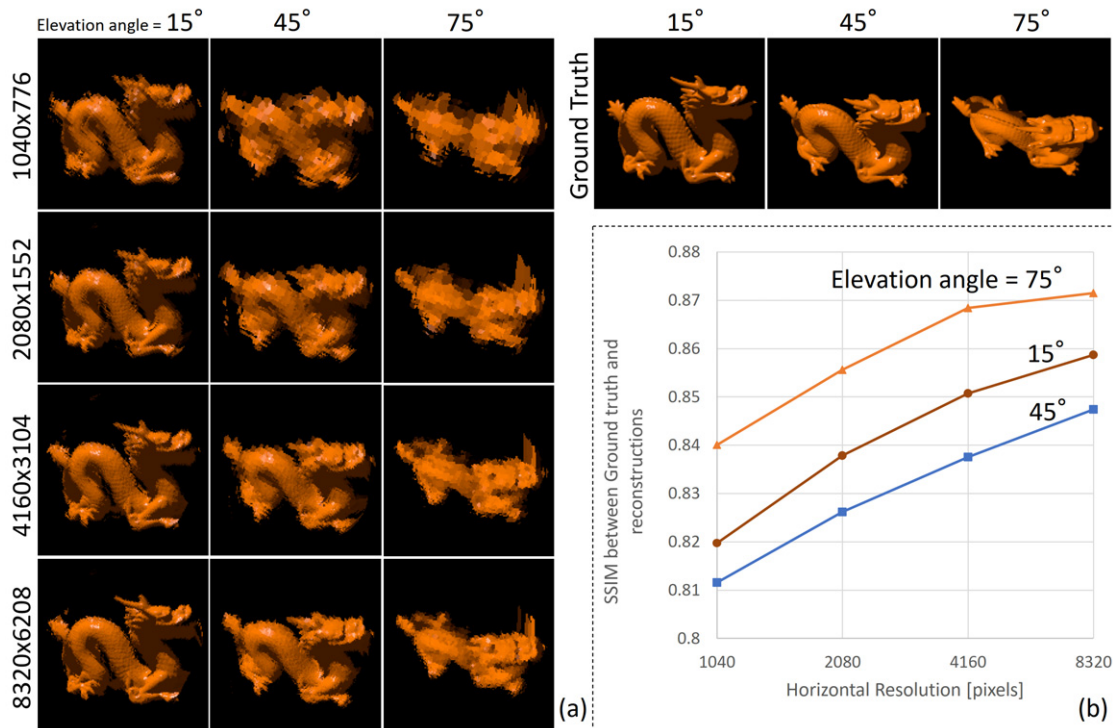 Elevation angle = 15° 45° 75°
1040x776
2080x1552
4160x3104
8320x6208
(a)
15° 45° 75°
Ground Truth
0.88
0.87
0.86
0.85
0.84
0.83
0.82
0.81
0.8
SSIM between Ground truth and
reconstructions
Elevation angle = 75°
15°
45°
1040 2080 4160 8320
Horizontal Resolution [pixels]
(b)